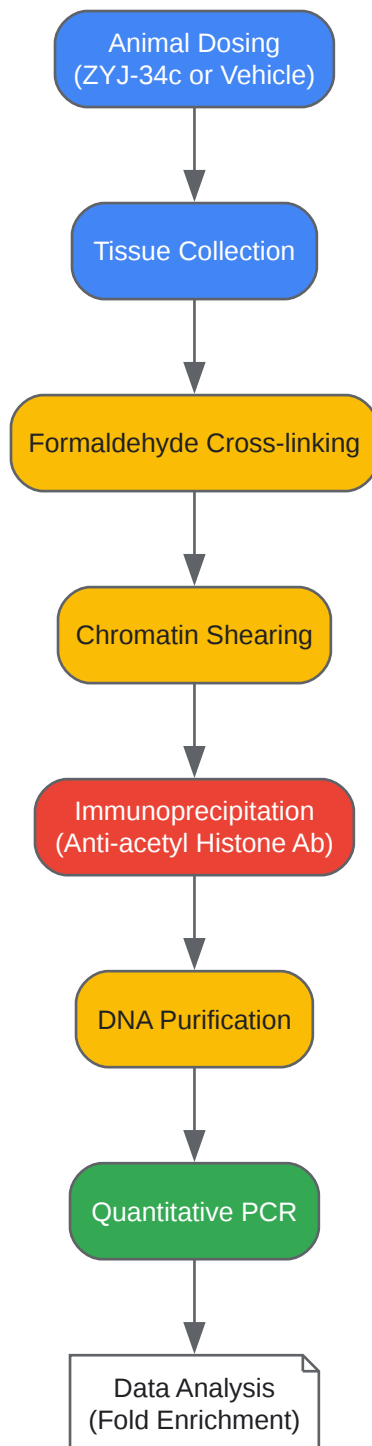 Animal Dosing
(ZYJ-34c or Vehicle)
Tissue Collection
Formaldehyde Cross-linking
Chromatin Shearing
Immunoprecipitation
(Anti-acetyl Histone Ab)
DNA Purification
Quantitative PCR
Data Analysis
(Fold Enrichment)